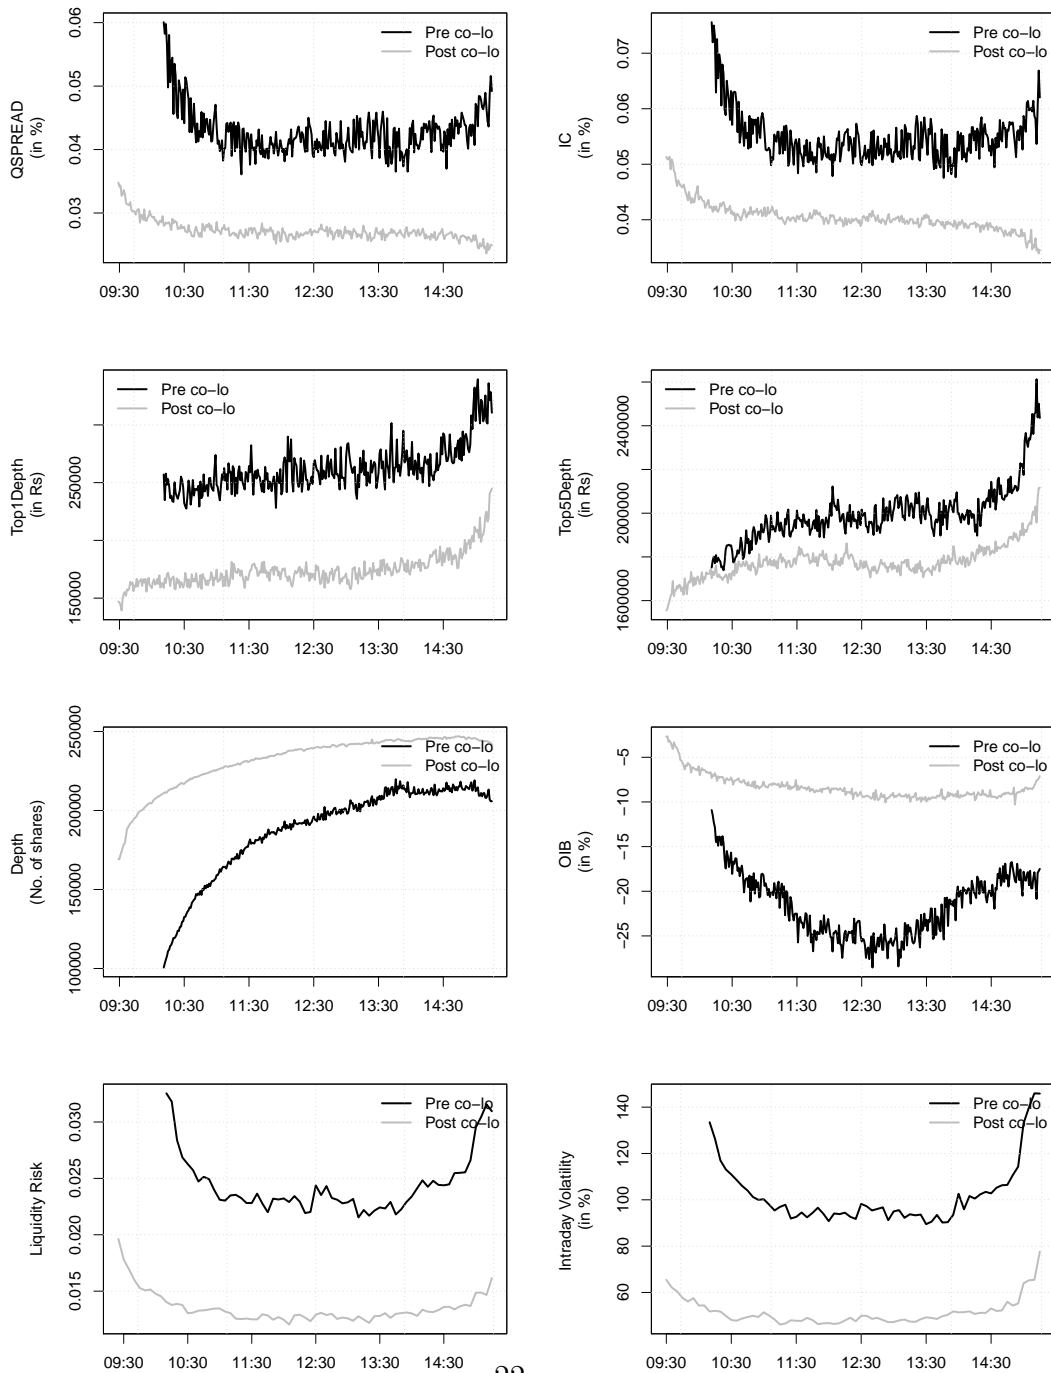 QSPREAD
(in %)
0.03 0.04 0.05 0.06
Pre co−lo
Post co−lo
09:30 10:30 11:30 12:30 13:30 14:30
IC
(in %)
0.04 0.05 0.06 0.07
Pre co−lo
Post co−lo
09:30 10:30 11:30 12:30 13:30 14:30
Top1Depth
(in Rs)
150000 250000
Pre co−lo
Post co−lo
09:30 10:30 11:30 12:30 13:30 14:30
Top5Depth
(in Rs)
1600000 2000000 2400000
Pre co−lo
Post co−lo
09:30 10:30 11:30 12:30 13:30 14:30
Depth
(No. of shares)
100000 150000 200000 250000
Pre co−lo
Post co−lo
09:30 10:30 11:30 12:30 13:30 14:30
OIB
(in %)
−25 −20 −15 −10 −5
Pre co−lo
Post co−lo
09:30 10:30 11:30 12:30 13:30 14:30
Liquidity Risk
0.015 0.020 0.025 0.030
Pre co−lo
Post co−lo
09:30 10:30 11:30 12:30 13:30 14:30
Intraday Volatility
(in %)
60 80 100 120 140
Pre co−lo
Post co−lo
09:30 10:30 11:30 12:30 13:30 14:30